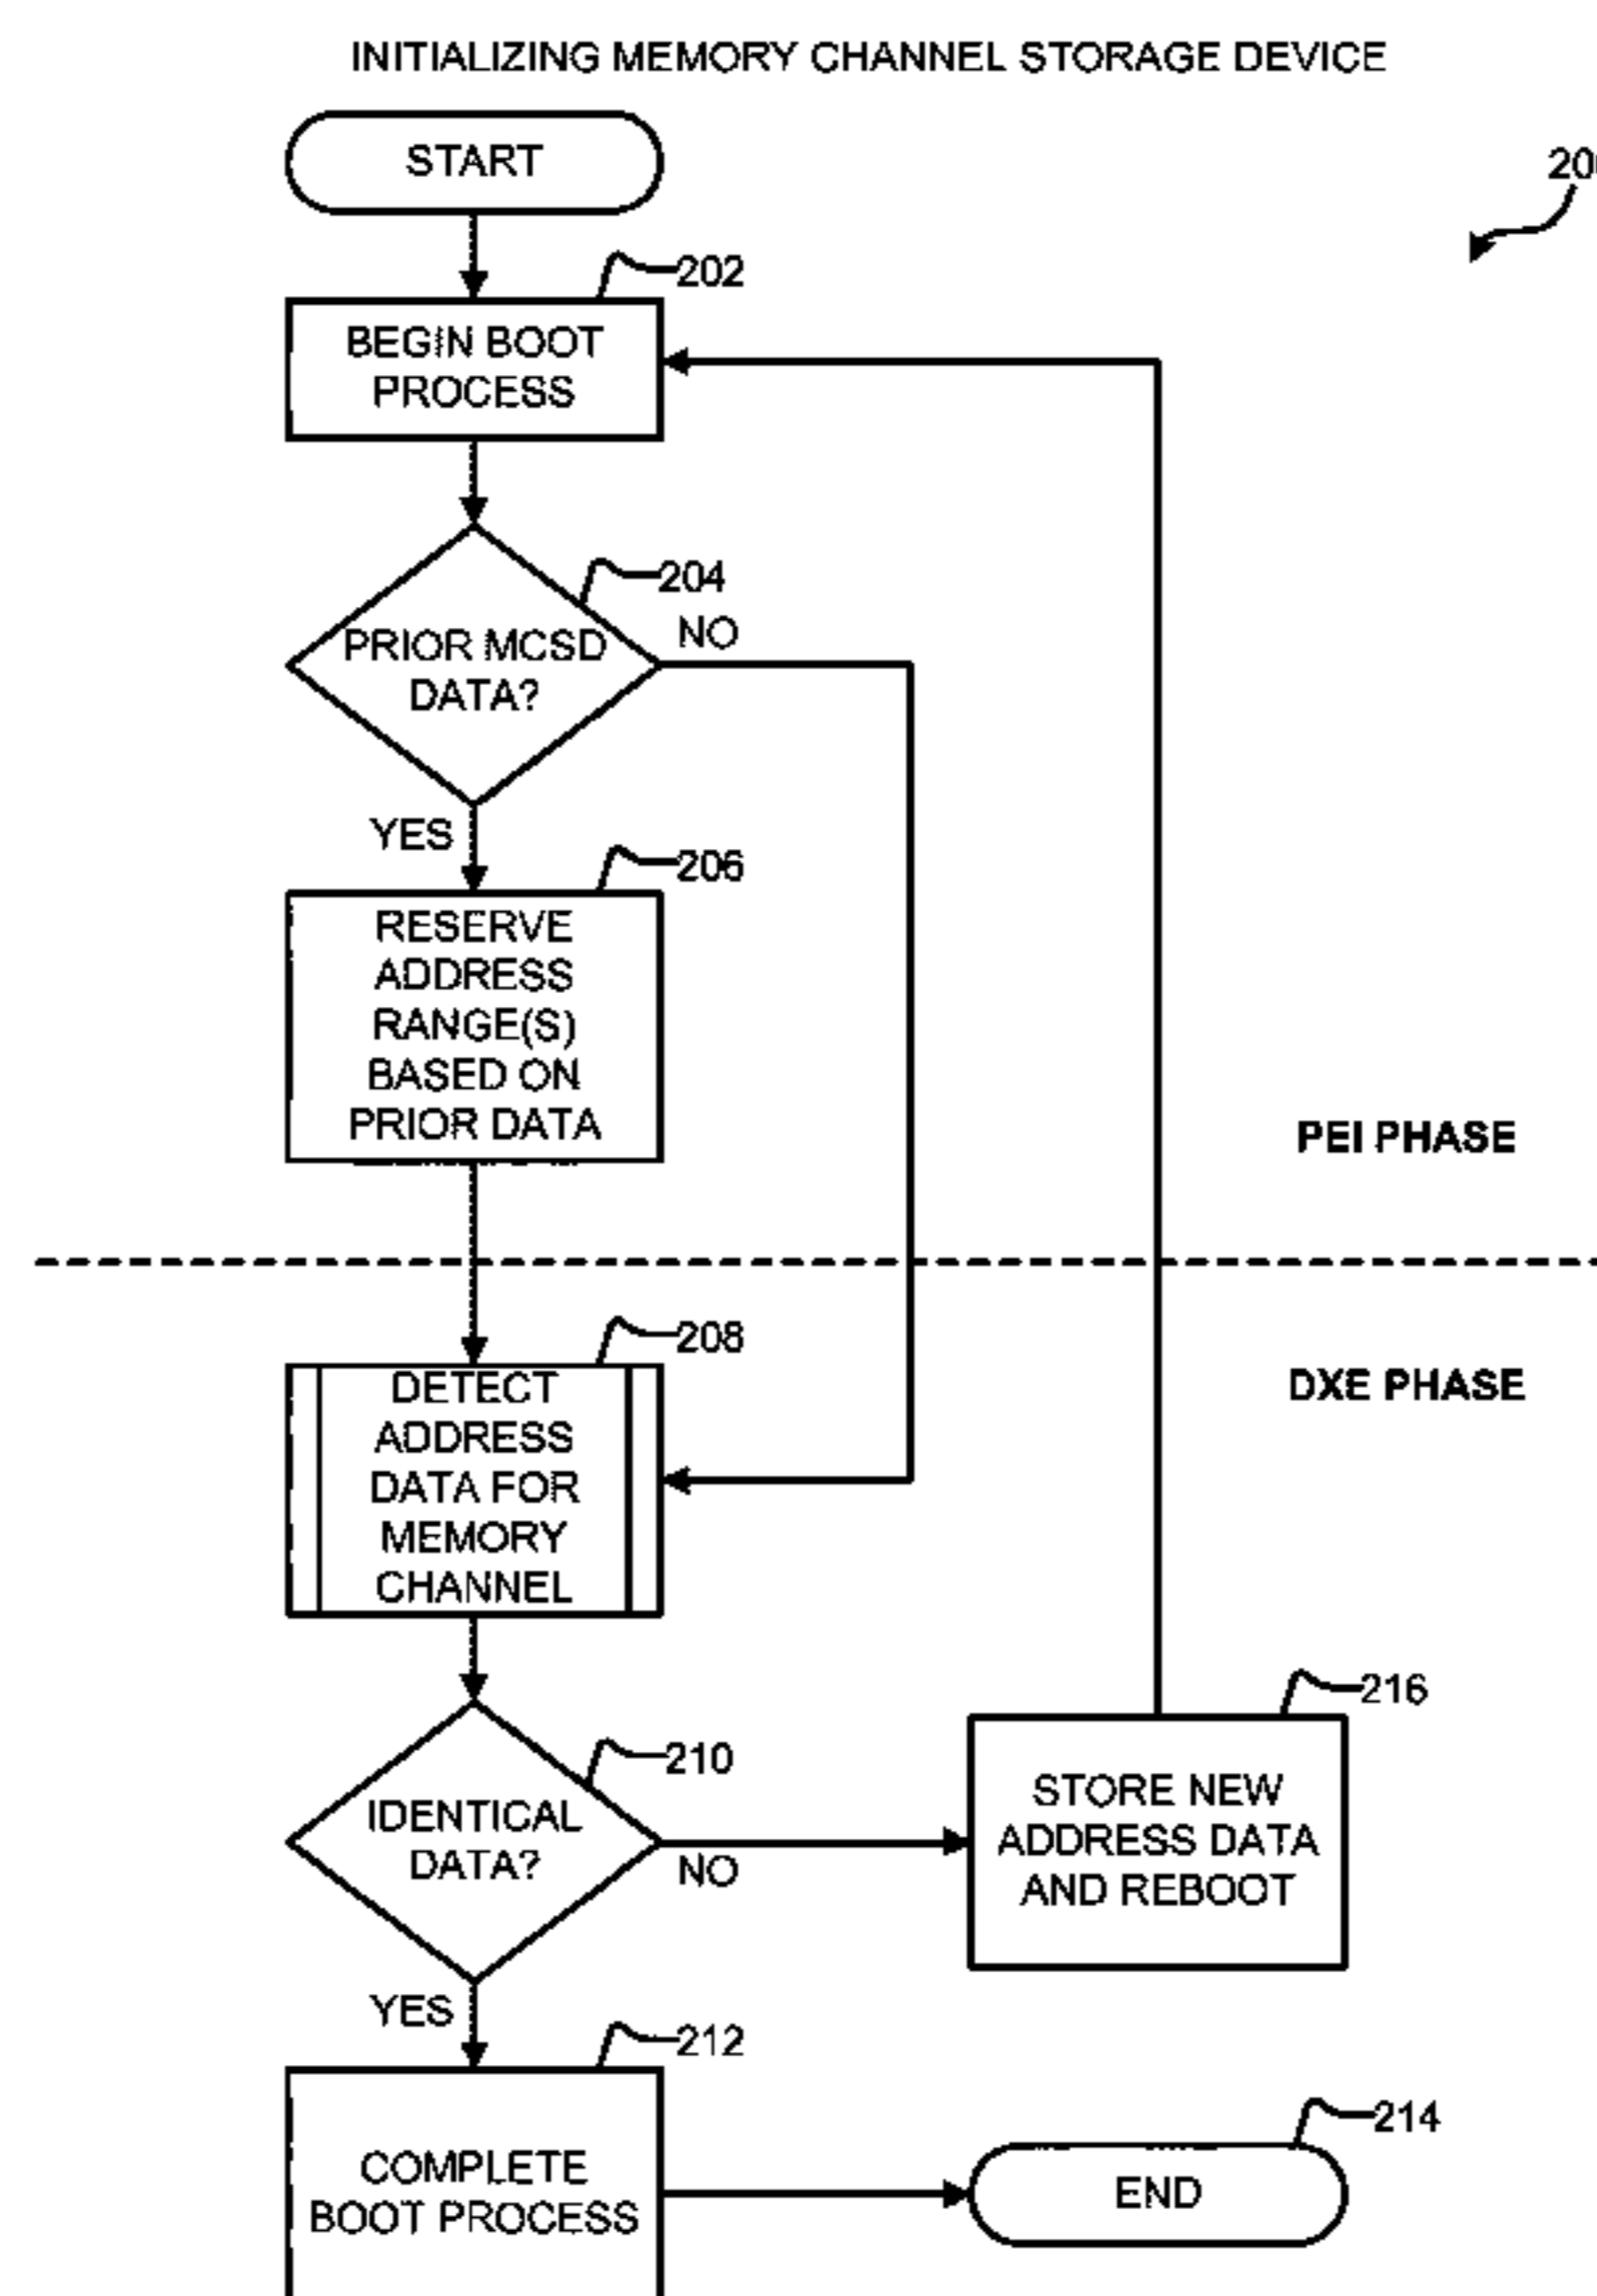 INITIALIZING MEMORY CHANNEL STORAGE DEVICE
START
202
BEGIN BOOT
PROCESS
204
PRIOR MCSD
DATA?
NO
YES
206
RESERVE
ADDRESS
RANGE(S)
BASED ON
PRIOR DATA
PEI PHASE
DXE PHASE
208
DETECT
ADDRESS
DATA FOR
MEMORY
CHANNEL
210
IDENTICAL
DATA?
NO
YES
216
STORE NEW
ADDRESS DATA
AND REBOOT
212
COMPLETE
BOOT PROCESS
214
END